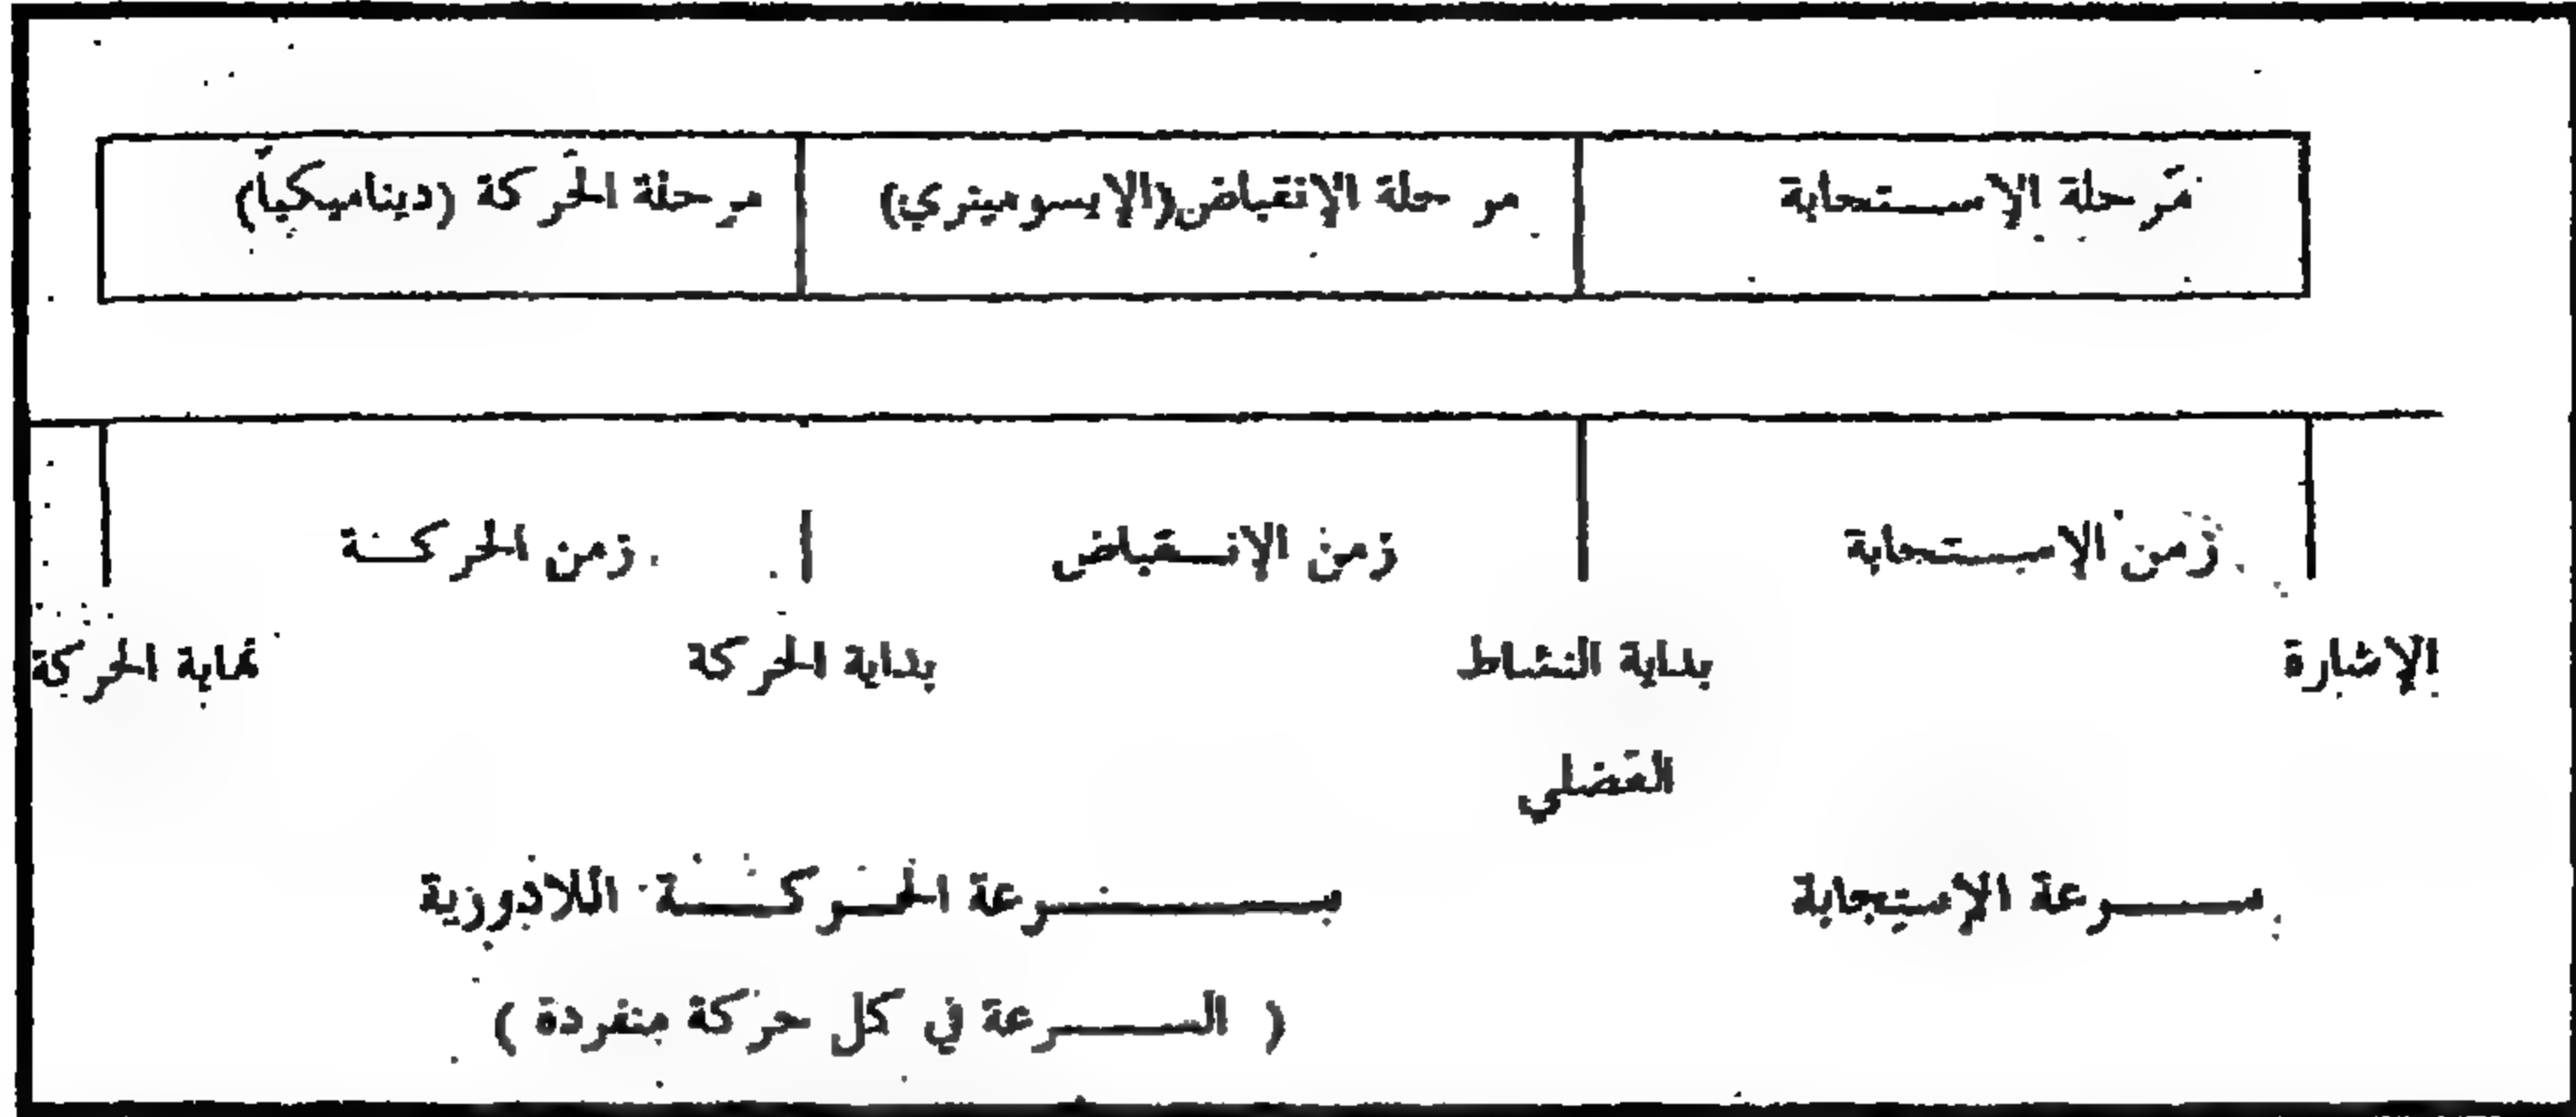 مرحلة الإستجابة
مرحلة الإنقباض (الإيسوميتري)
مرحلة الحركة (ديناميكياً)
زمن الإستجابة
زمن الإنقباض
زمن الحركة
الإشارة
بداية النشاط
العضلي
بداية الحركة
نهاية الحركة
سرعة الإستجابة
سرعة الحركة اللادورية
( السرعة في كل حركة منفردة )